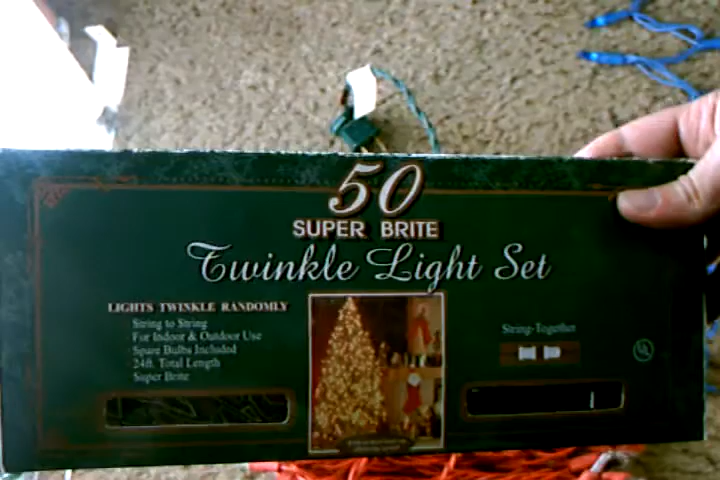 50
SUPER BRITE
Twinkle Light Set
LIGHTS TWINKLE RANDOMLY
String to String
For Indoor & Outdoor Use
Spare Bulbs Included
24ft. Total Length
Super Brite
String-Together
UL